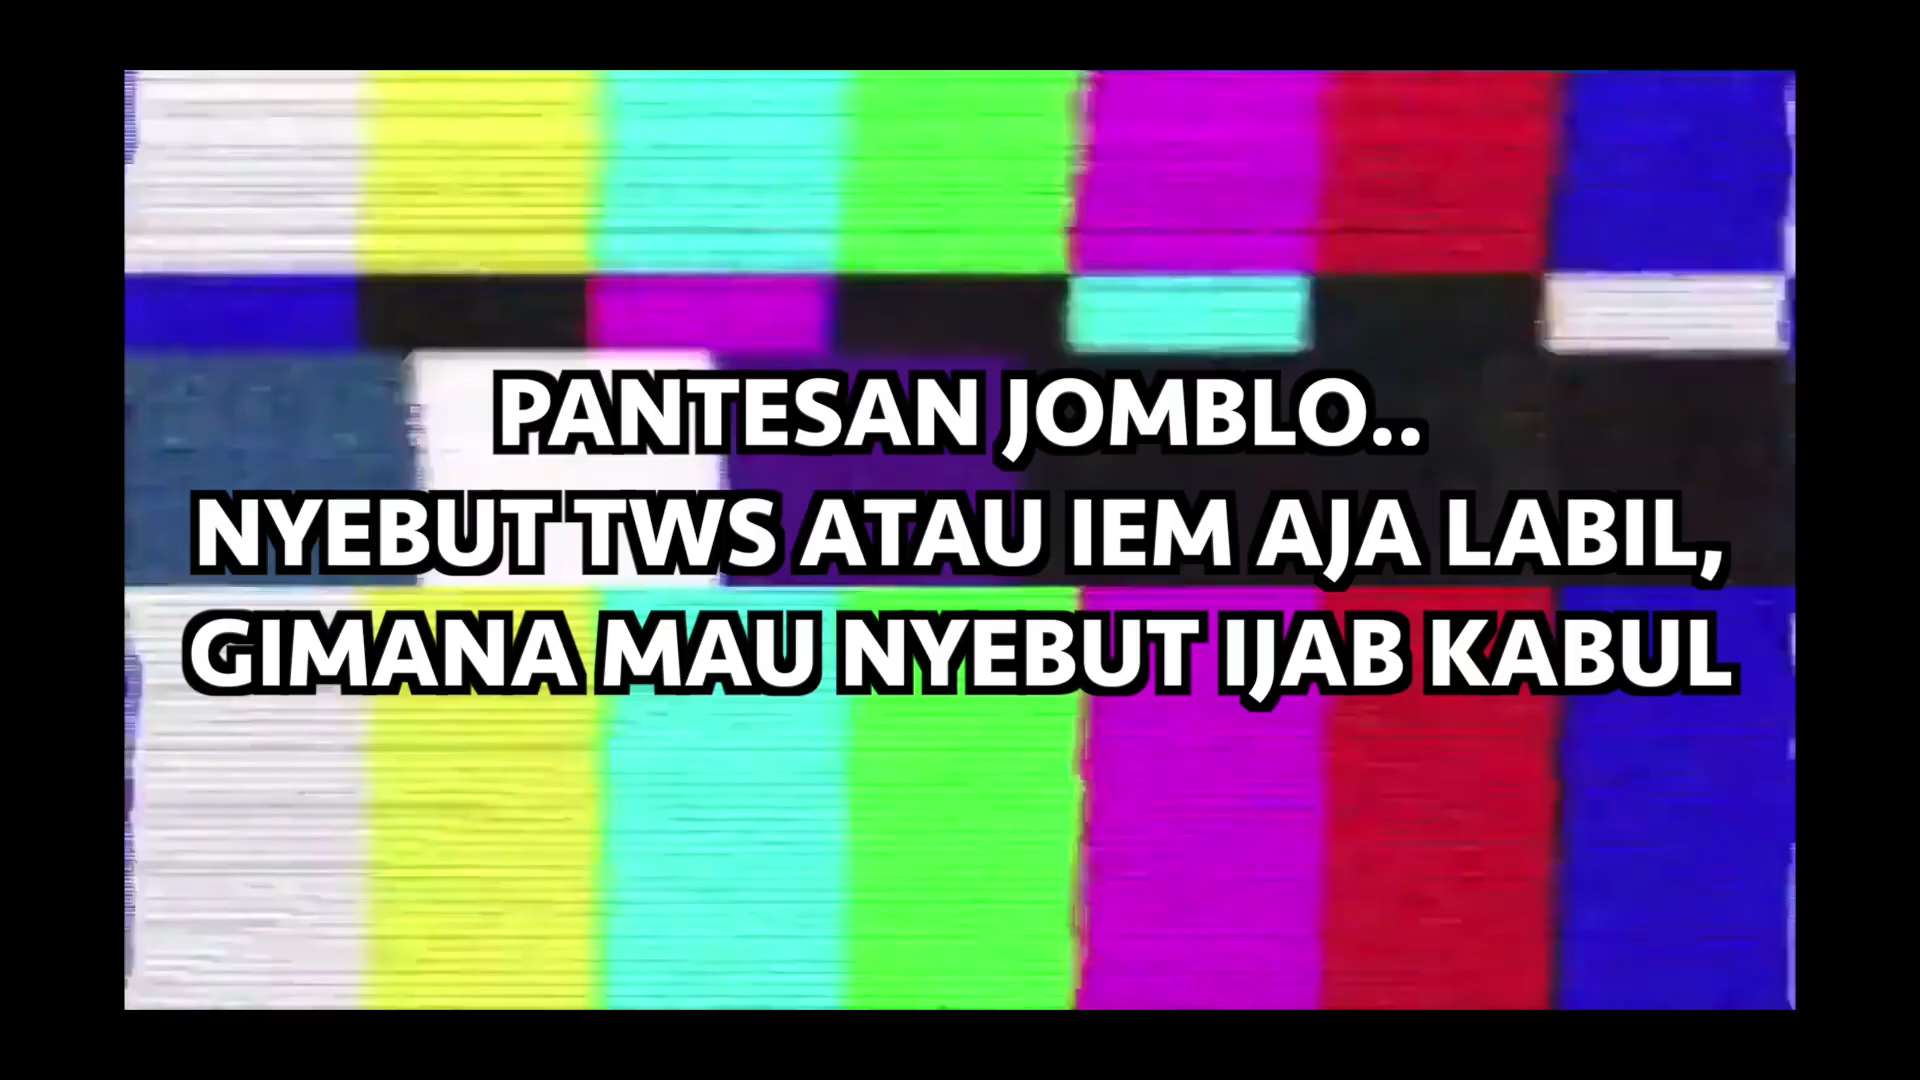 PANTESAN JOMBLO..
NYEBUT TWS ATAU IEM AJA LABIL,
GIMANA MAU NYEBUT IJAB KABUL